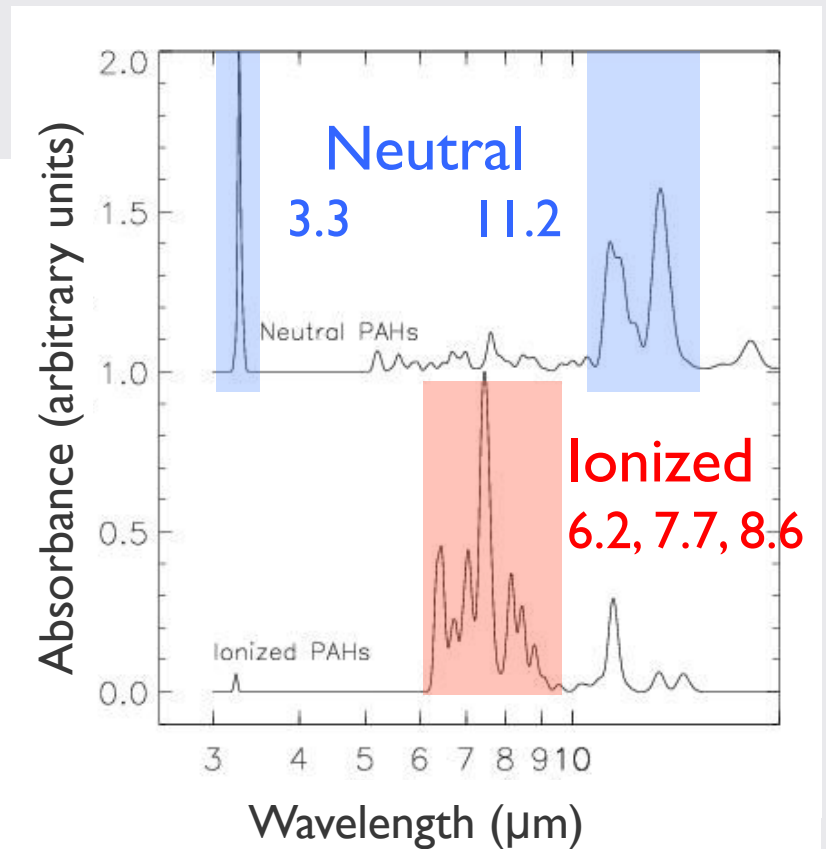 Absorbance (arbitrary units)
2.0
1.5
1.0
0.5
0.0
Neutral
3.3 11.2
Neutral PAHs
Ionized
6.2, 7.7, 8.6
Ionized PAHs
3 4 5 6 7 8 9 10
Wavelength (μm)